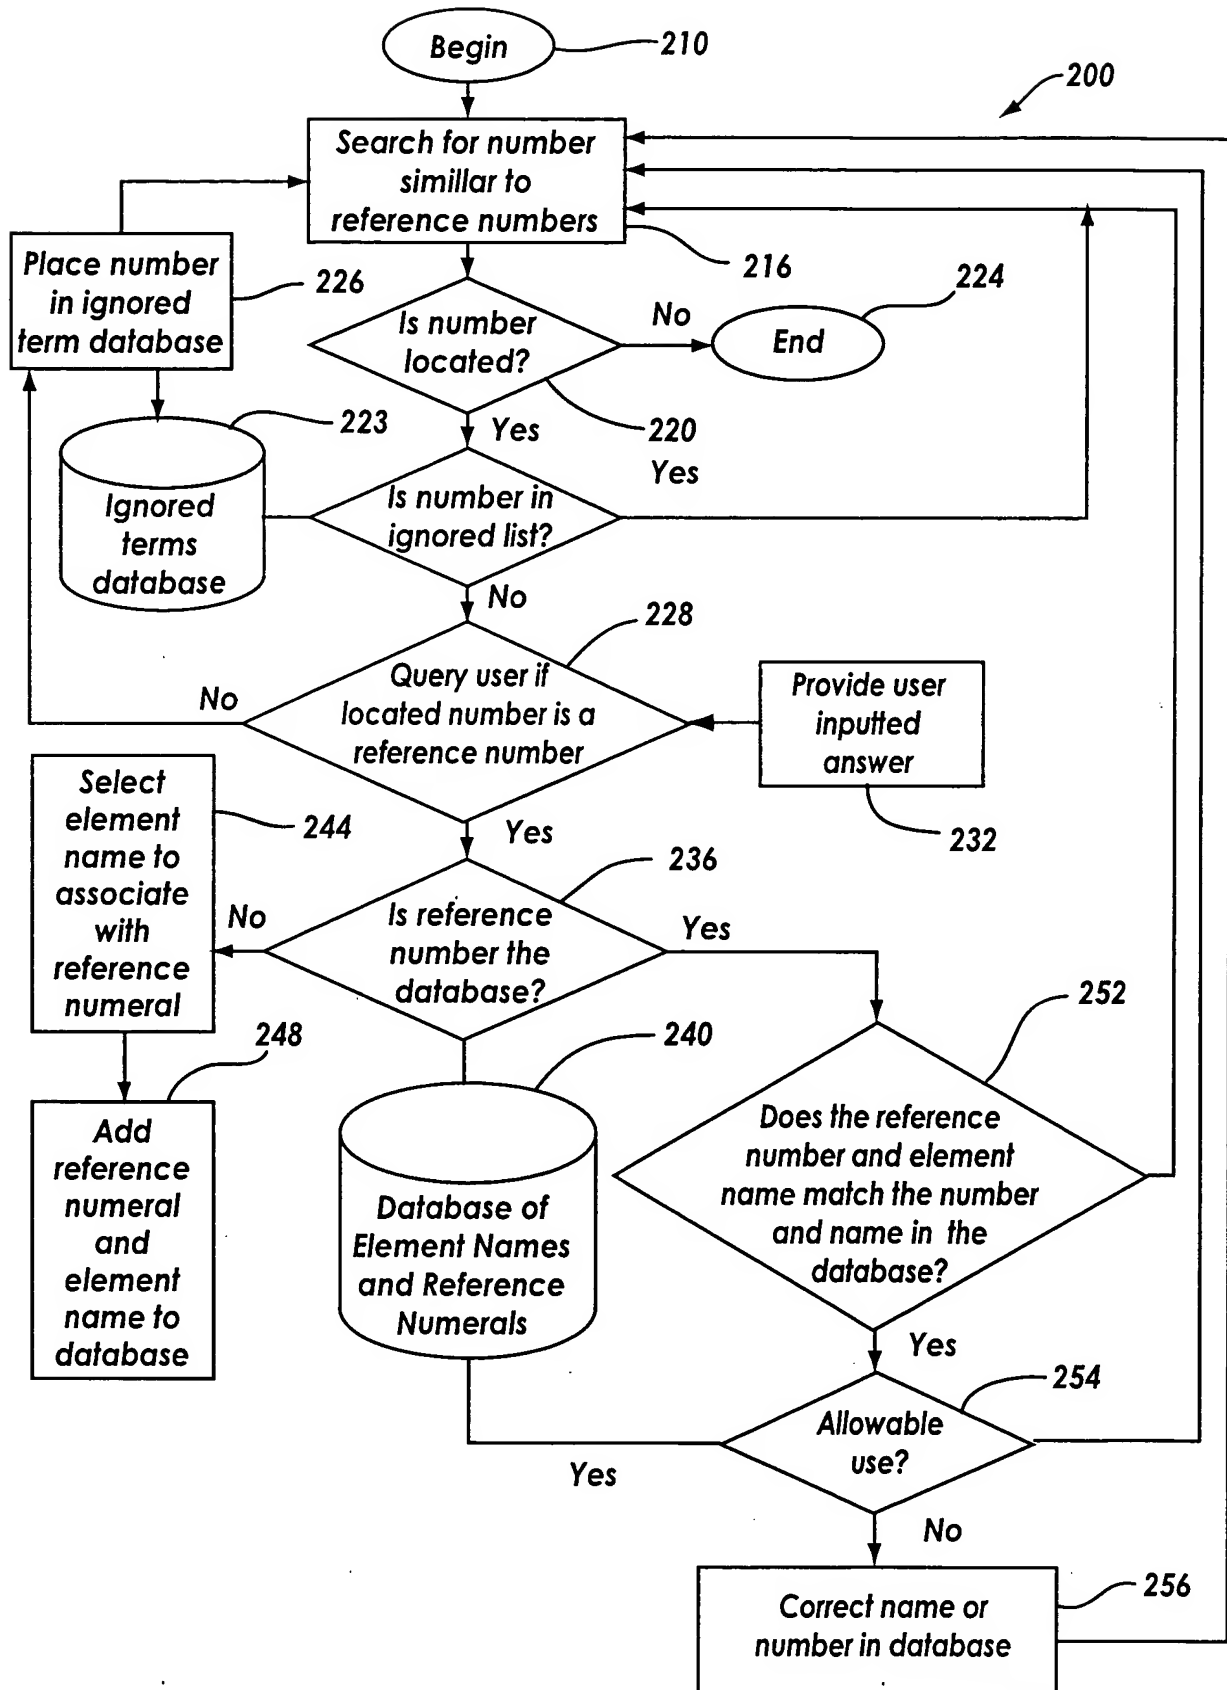 Begin
210
200
Search for number
simillar to
reference numbers
216
Place number
in ignored
term database
226
Is number
located?
No
End
224
220
Yes
223
Ignored
terms
database
Is number in
ignored list?
Yes
No
228
Query user if
located number is a
reference number
No
Provide user
inputted
answer
232
Yes
236
Select
element
name to
associate
with
reference
numeral
244
No
Is reference
number the
database?
Yes
252
248
Add
reference
numeral
and
element
name to
database
240
Database of
Element Names
and Reference
Numerals
Does the reference
number and element
name match the number
and name in the
database?
Yes
254
Allowable
use?
Yes
No
256
Correct name or
number in database